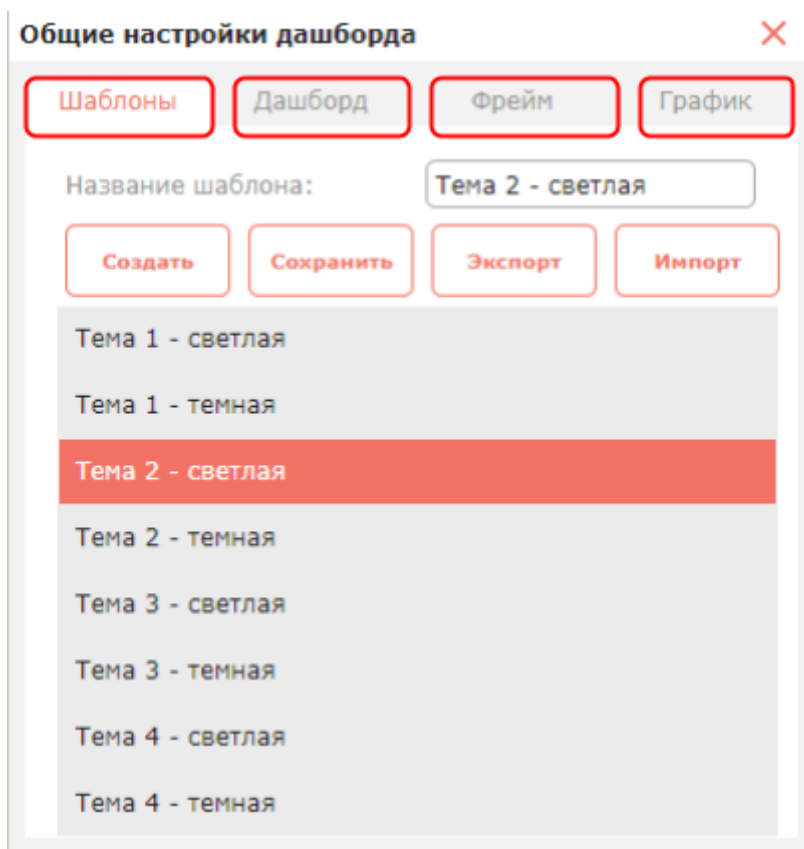 Общие настройки дашборда
Шаблоны Дашборд Фрейм График
Название шаблона: Тема 2 - светлая
Создать Сохранить Экспорт Импорт
Тема 1 - светлая
Тема 1 - темная
Тема 2 - светлая
Тема 2 - темная
Тема 3 - светлая
Тема 3 - темная
Тема 4 - светлая
Тема 4 - темная